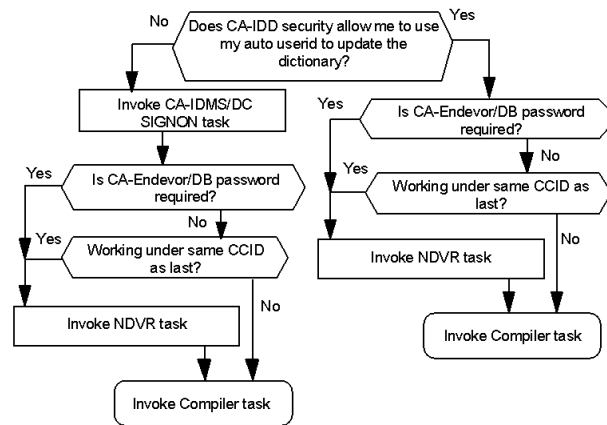 No
Does CA-IDD security allow me to use
my auto userid to update the
dictionary?
Yes
Invoke CA-IDMS/DC
SIGNON task
Yes
Is CA-Endevor/DB password
required?
Yes
No
Working under same CCID as
last?
No
Invoke NDVR task
Invoke Compiler task
Yes
Is CA-Endevor/DB password
required?
Yes
No
Working under same CCID
as last?
No
Invoke NDVR task
Invoke Compiler task